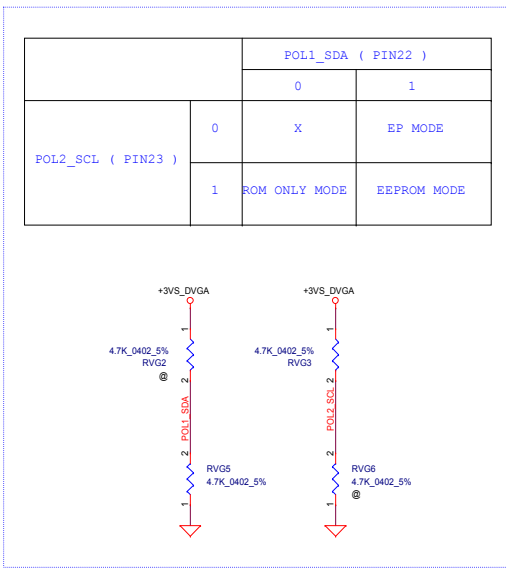 POL1_SDA ( PIN22 )
0 1
POL2_SCL ( PIN23 )
0 X EP MODE
1 ROM ONLY MODE EEPROM MODE
+3VS_DVGA
+3VS_DVGA
1
1
4.7K_0402_5%
RVG2
@
4.7K_0402_5%
RVG3
2
2
POL1_SDA
POL2_SCL
2
2
RVG5
4.7K_0402_5%
RVG6
4.7K_0402_5%
@
1
1